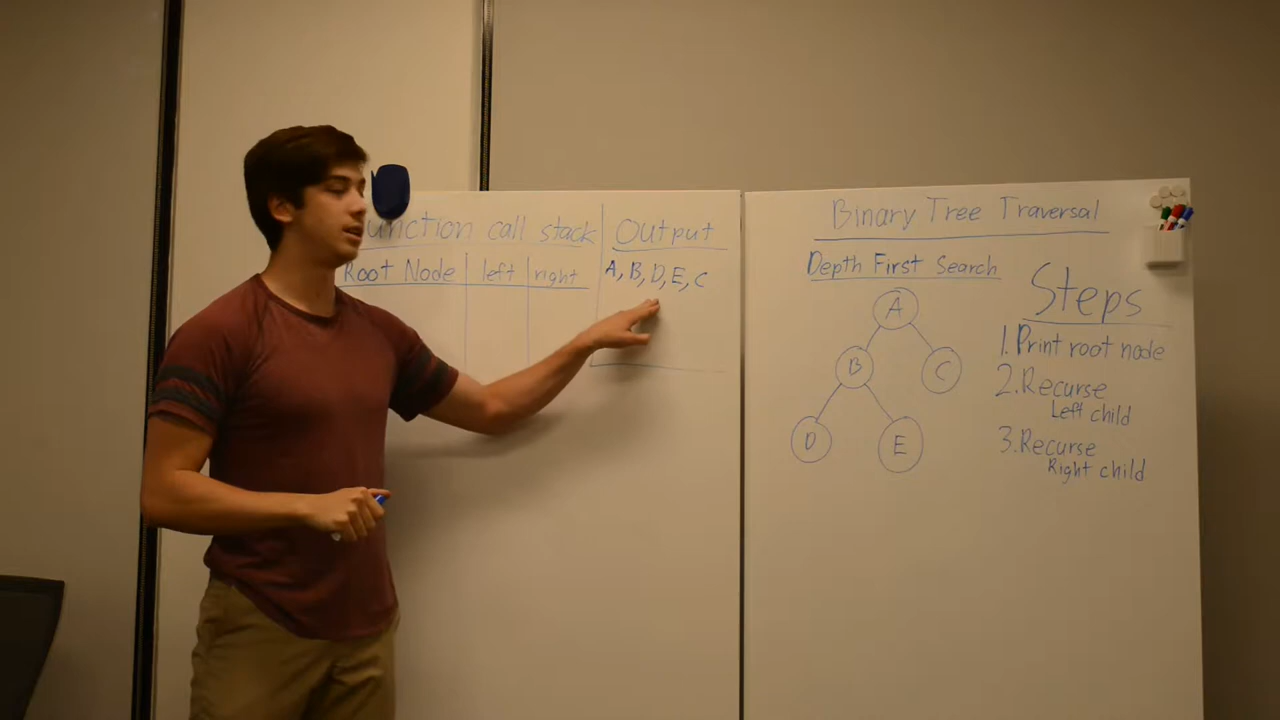 unction call stack
Root Node left right
Output
A, B, D, E, C
Binary Tree Traversal
Depth First Search
A
B
C
D
E
Steps
1. Print root node
2. Recurse
Left child
3. Recurse
Right child